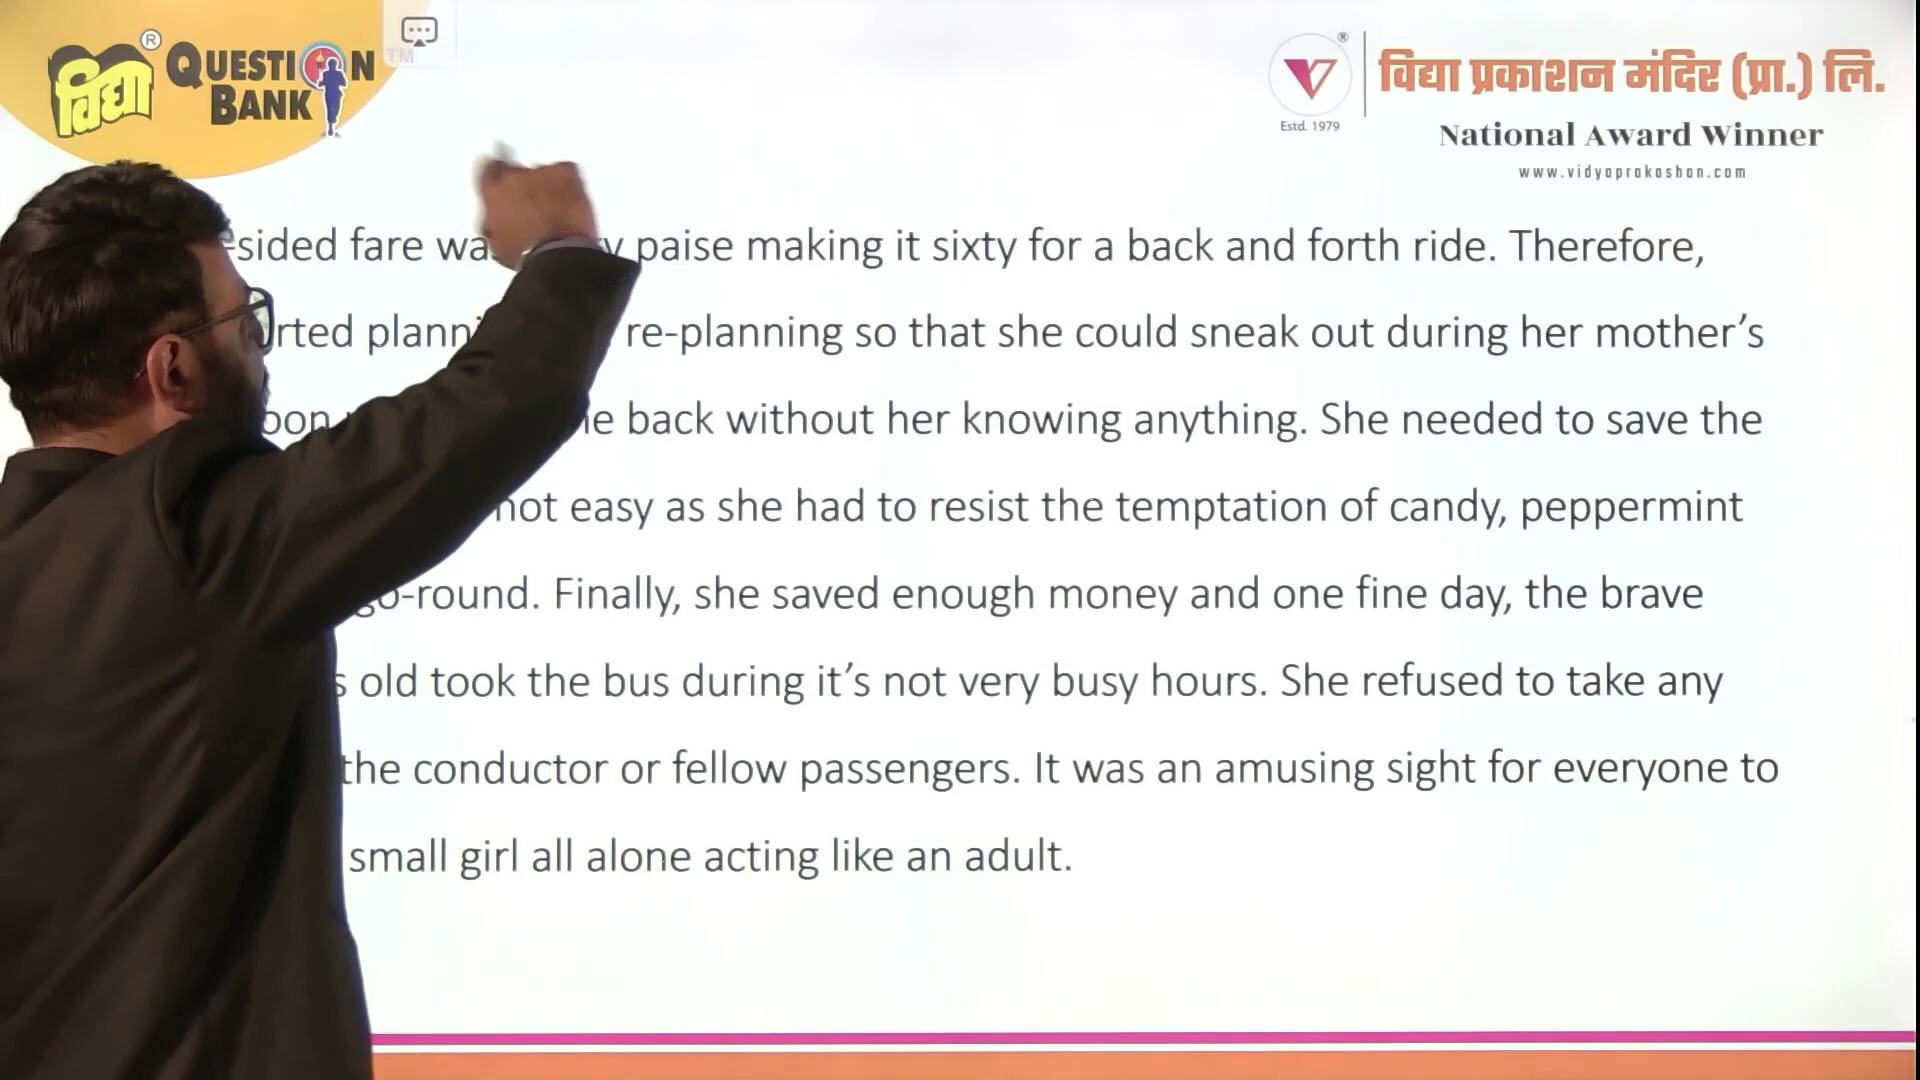 विद्या ® QUESTION BANK TM
® विद्या प्रकाशन मंदिर (प्रा.) लि.
Estd. 1979
National Award Winner
www.vidyaprakashan.com
sided fare paise making it sixty for a back and forth ride. Therefore,
re-planning so that she could sneak out during her mother’s
back without her knowing anything. She needed to save the
not easy as she had to resist the temptation of candy, peppermint
-round. Finally, she saved enough money and one fine day, the brave
old took the bus during it’s not very busy hours. She refused to take any
the conductor or fellow passengers. It was an amusing sight for everyone to
small girl all alone acting like an adult.